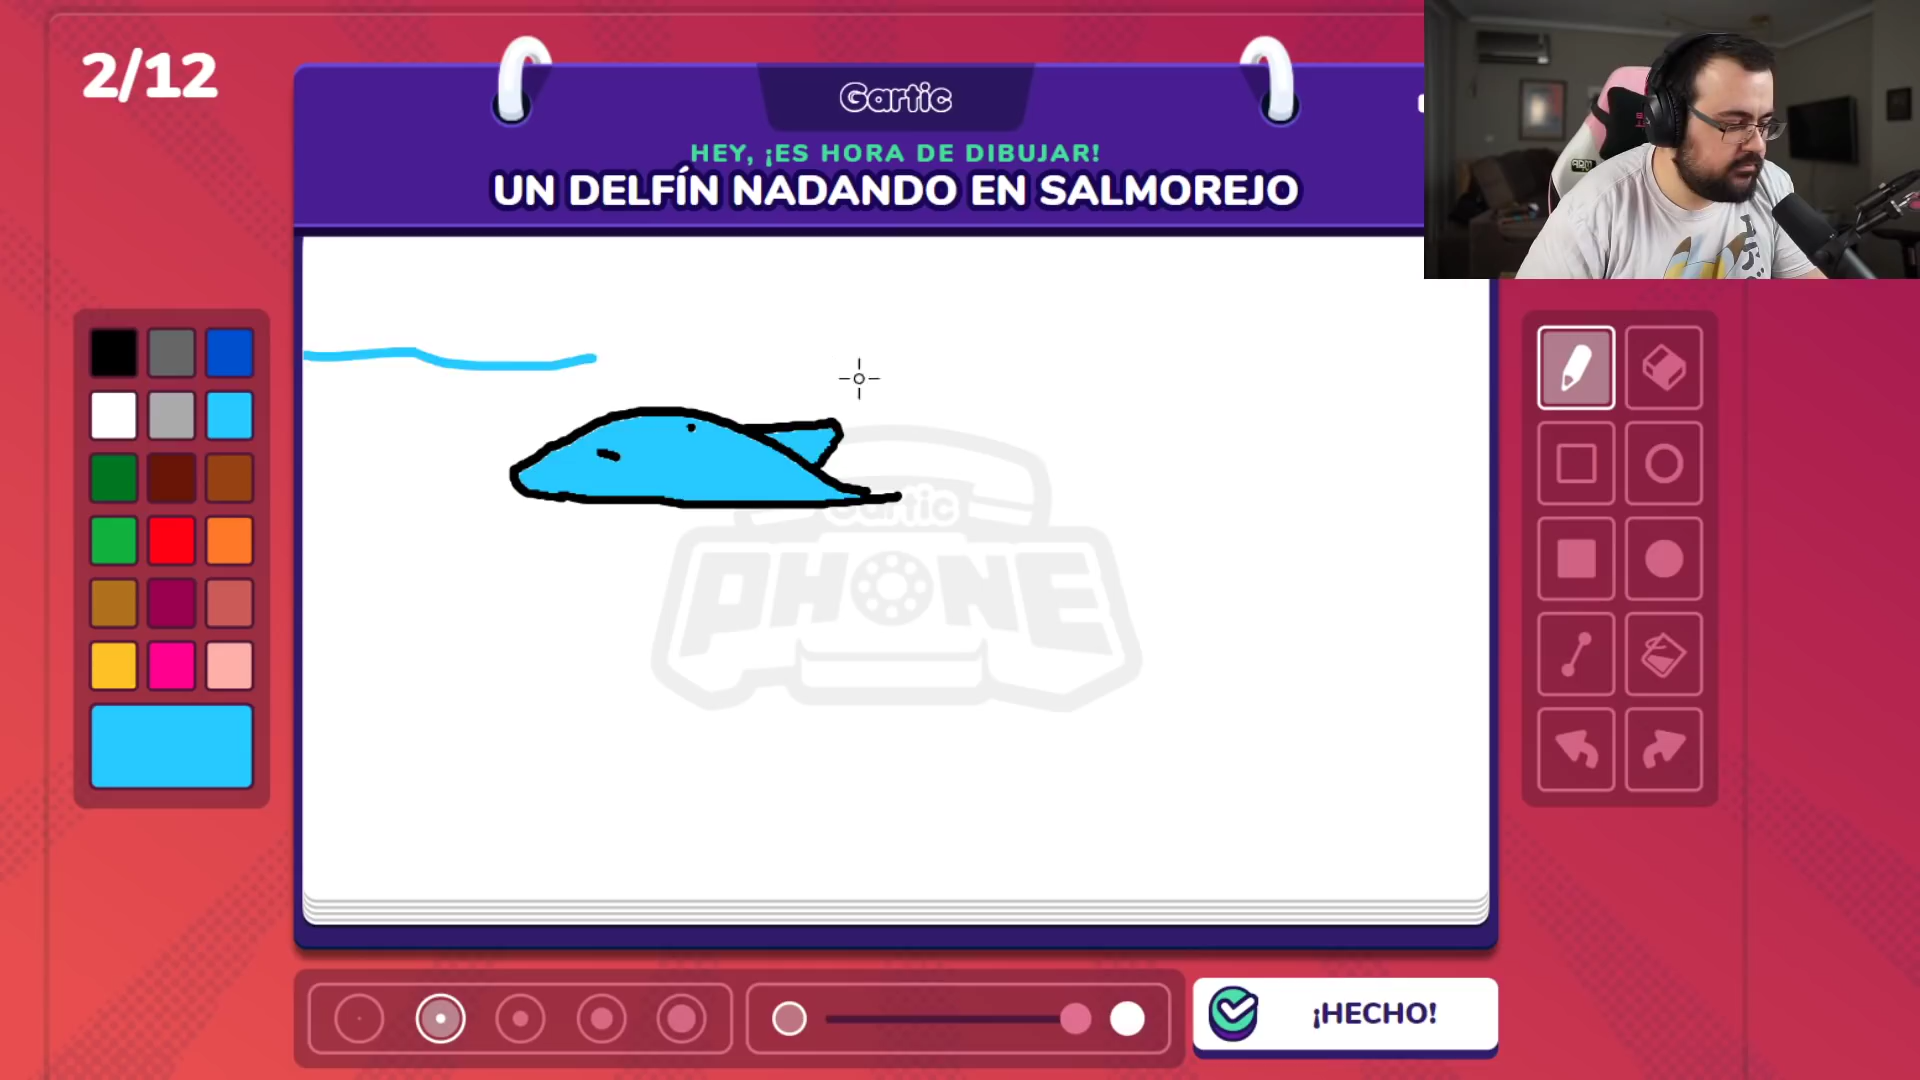 2/12
Gartic
HEY, ¡ES HORA DE DIBUJAR!
UN DELFÍN NADANDO EN SALMOREJO
Gartic
PHONE
¡HECHO!